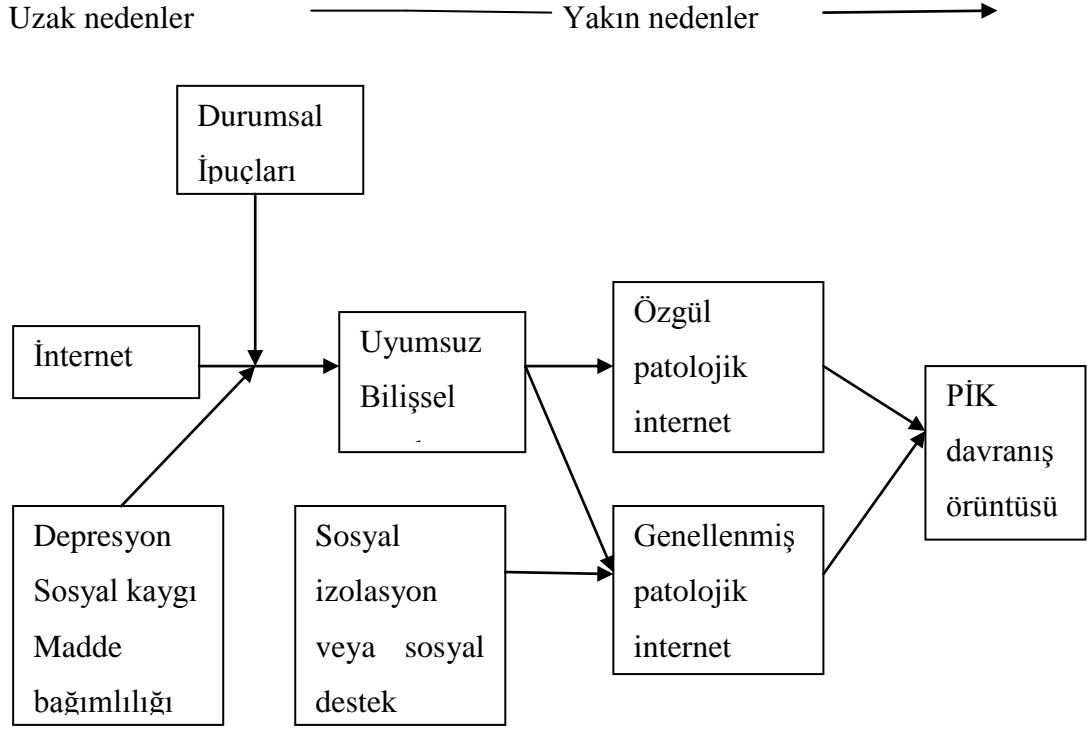 Uzak nedenler
Yakın nedenler
Durumsal
İpuçları
İnternet
Uyumsuz
Bilişsel
Özgül
patolojik
internet
PİK
davranış
örüntüsü
Depresyon
Sosyal kaygı
Madde
bağımlılığı
Sosyal
izolasyon
veya sosyal
destek
Genellenmiş
patolojik
internet